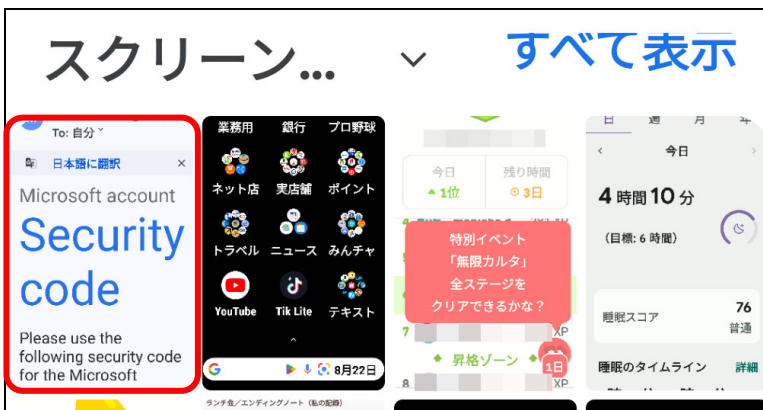 スクリーン...
すべて表示
To: 自分
日本語に翻訳 ×
Microsoft account
Security
code
Please use the
following security code
for the Microsoft
業務用 銀行 プロ野球
ネット店 実店舗 ポイント
トラベル ニュース みんチャ
YouTube Tik Lite テキスト
G 8月22日
ランチ会／エンディングノート（私の記録）
今日 残り時間
1位 3日
特別イベント
「無限カルタ」
全ステージを
クリアできるかな？
7 XP
昇格ゾーン
1日
8 XP
日 週 月 年
今日
4 時間 10 分
（目標: 6 時間）
睡眠スコア 76
普通
睡眠のタイムライン 詳細